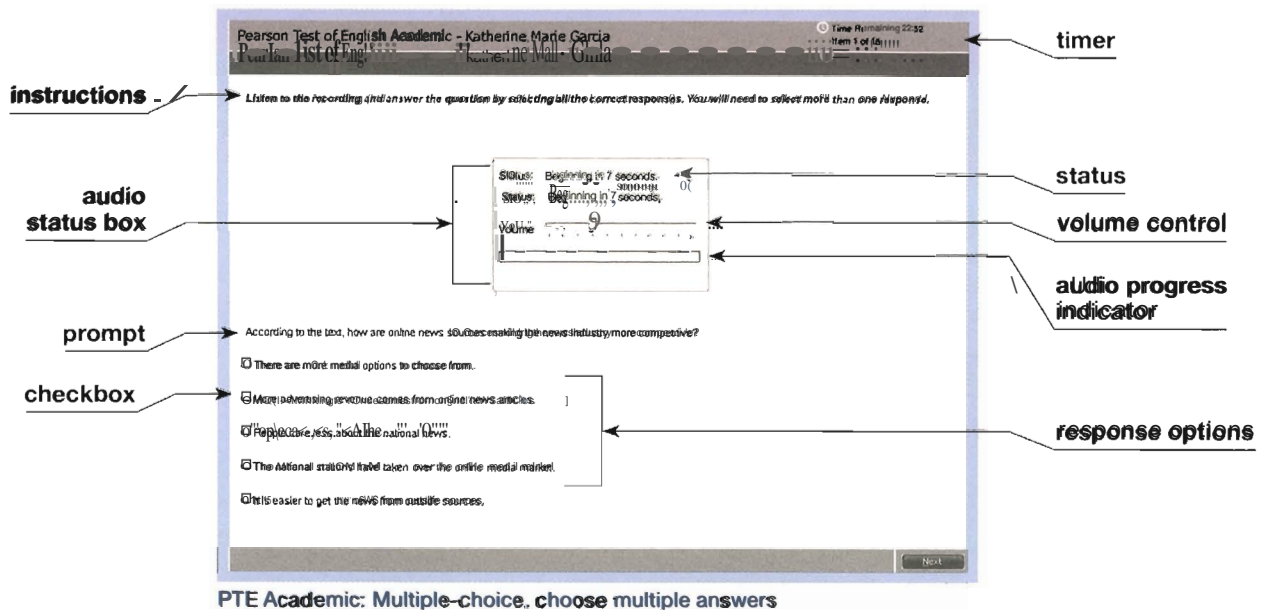 Pearson Test of English Academic - Katherine Marie Garcia
Time Remaining 22:52
Item 1 of 16
timer
instructions
Listen to the recording and answer the question by selecting all the correct responses. You will need to select more than one response.
audio
status box
Status: Beginning in 7 seconds.
status
Volume
volume control
audio progress
indicator
prompt
According to the text, how are online news sources making the news industry more competitive?
There are more media options to choose from.
checkbox
More advertising revenue comes from online news articles.
People care less about the national news.
response options
The national stations have taken over the online media market.
It is easier to get the news from outside sources.
Next
PTE Academic: Multiple-choice, choose multiple answers